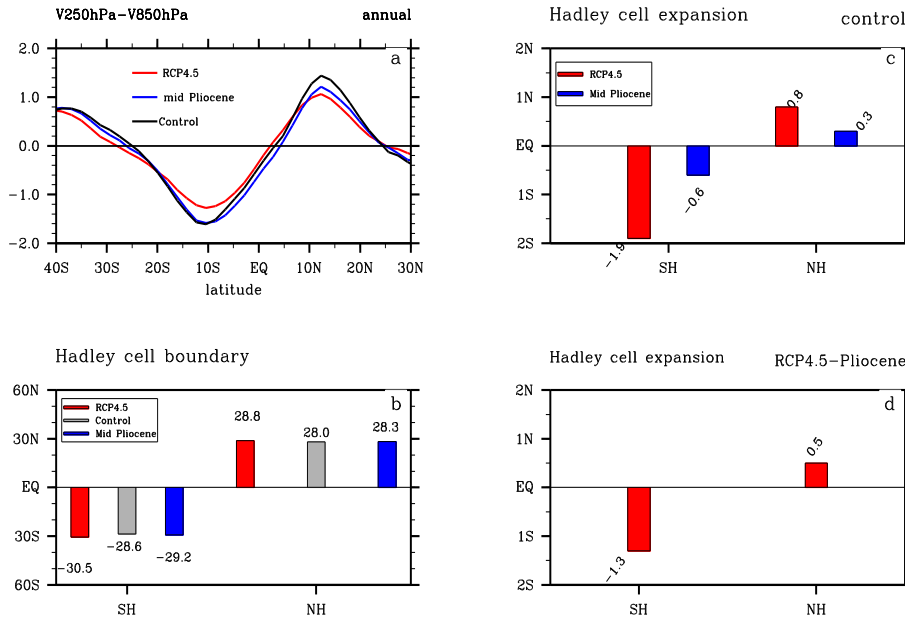 V250hPa-V850hPa annual
2.0
1.0
0.0
-1.0
-2.0
a
RCP4.5
mid Pliocene
Control
40S 30S 20S 10S EQ 10N 20N 30N
latitude
Hadley cell expansion control
2N
1N
EQ
1S
2S
c
RCP4.5
Mid Pliocene
-1.9
-0.6
0.8
0.3
SH NH
Hadley cell boundary
60N
30N
EQ
30S
60S
b
RCP4.5
Control
Mid Pliocene
28.8
28.0
28.3
-30.5
-28.6
-29.2
SH NH
Hadley cell expansion RCP4.5-Pliocene
2N
1N
EQ
1S
2S
d
0.5
-1.3
SH NH